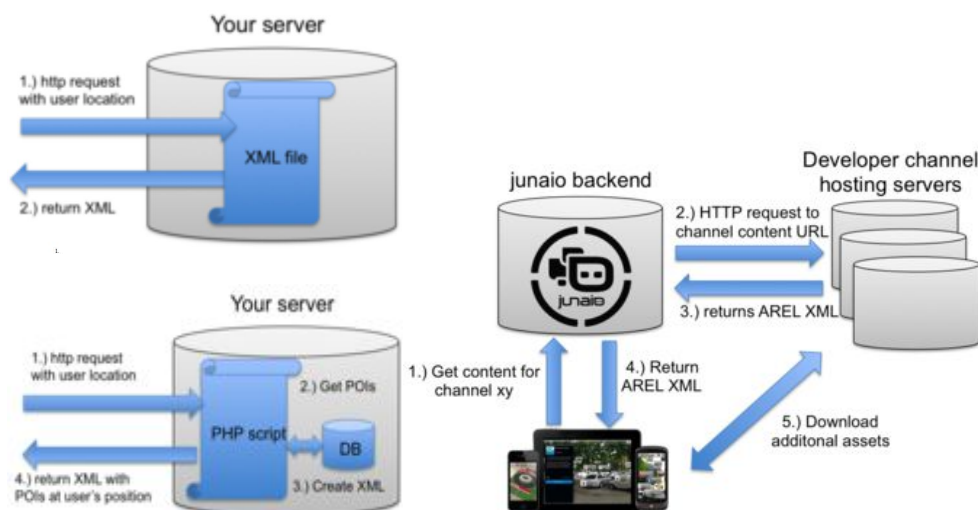 Your server
1.) http request
with user location
XML file
2.) return XML
1.
Your server
1.) http request
with user location
2.) Get POIs
PHP script
DB
3.) Create XML
4.) return XML with
POIs at user's position
junaio backend
Developer channel
hosting servers
2.) HTTP request to
channel content URL
junaio
3.) returns AREL XML
1.) Get content for
channel xy
4.) Return
AREL XML
5.) Download
additonal assets